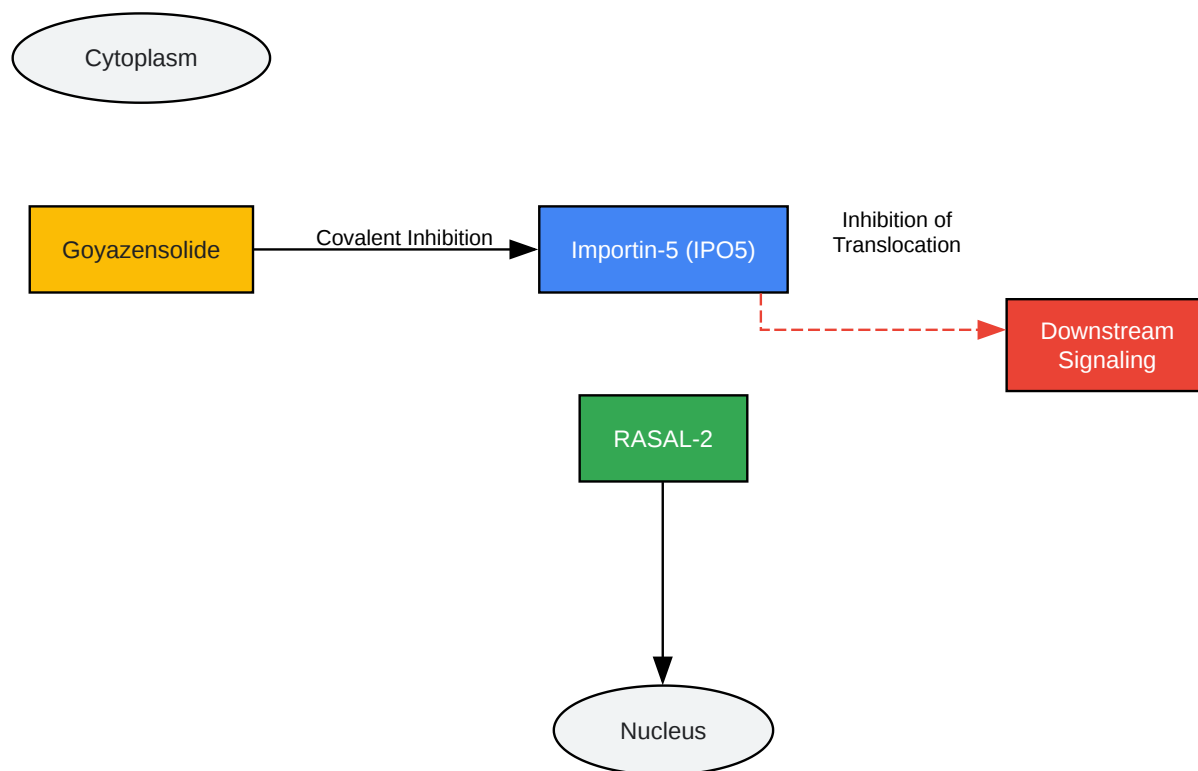 Cytoplasm
Goyazensolide
Covalent Inhibition
Importin-5 (IPO5)
Inhibition of
Translocation
Downstream
Signaling
RASAL-2
Nucleus